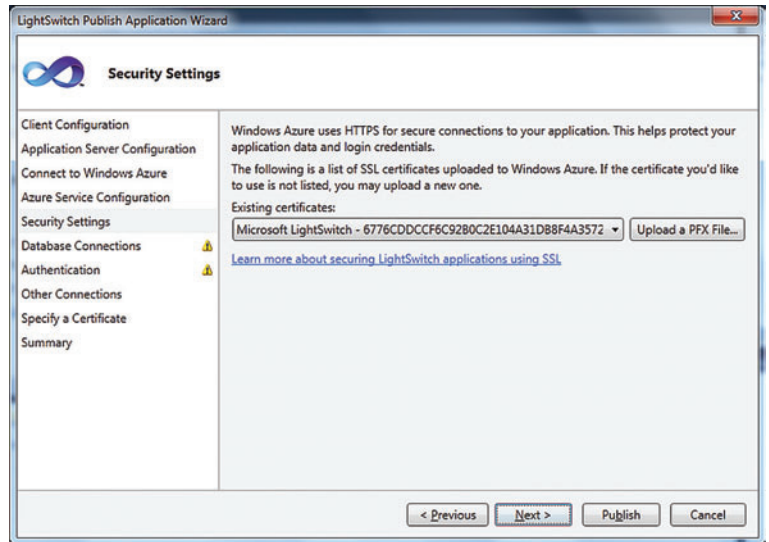 LightSwitch Publish Application Wizard
Security Settings
Client Configuration
Application Server Configuration
Connect to Windows Azure
Azure Service Configuration
Security Settings
Database Connections
Authentication
Other Connections
Specify a Certificate
Summary
Windows Azure uses HTTPS for secure connections to your application. This helps protect your
application data and login credentials.
The following is a list of SSL certificates uploaded to Windows Azure. If the certificate you'd like
to use is not listed, you may upload a new one.
Existing certificates:
Microsoft LightSwitch - 6776CDDCCF6C92B0C2E104A31DB8F4A3572
Upload a PFX File...
Learn more about securing LightSwitch applications using SSL
< Previous
Next >
Publish
Cancel